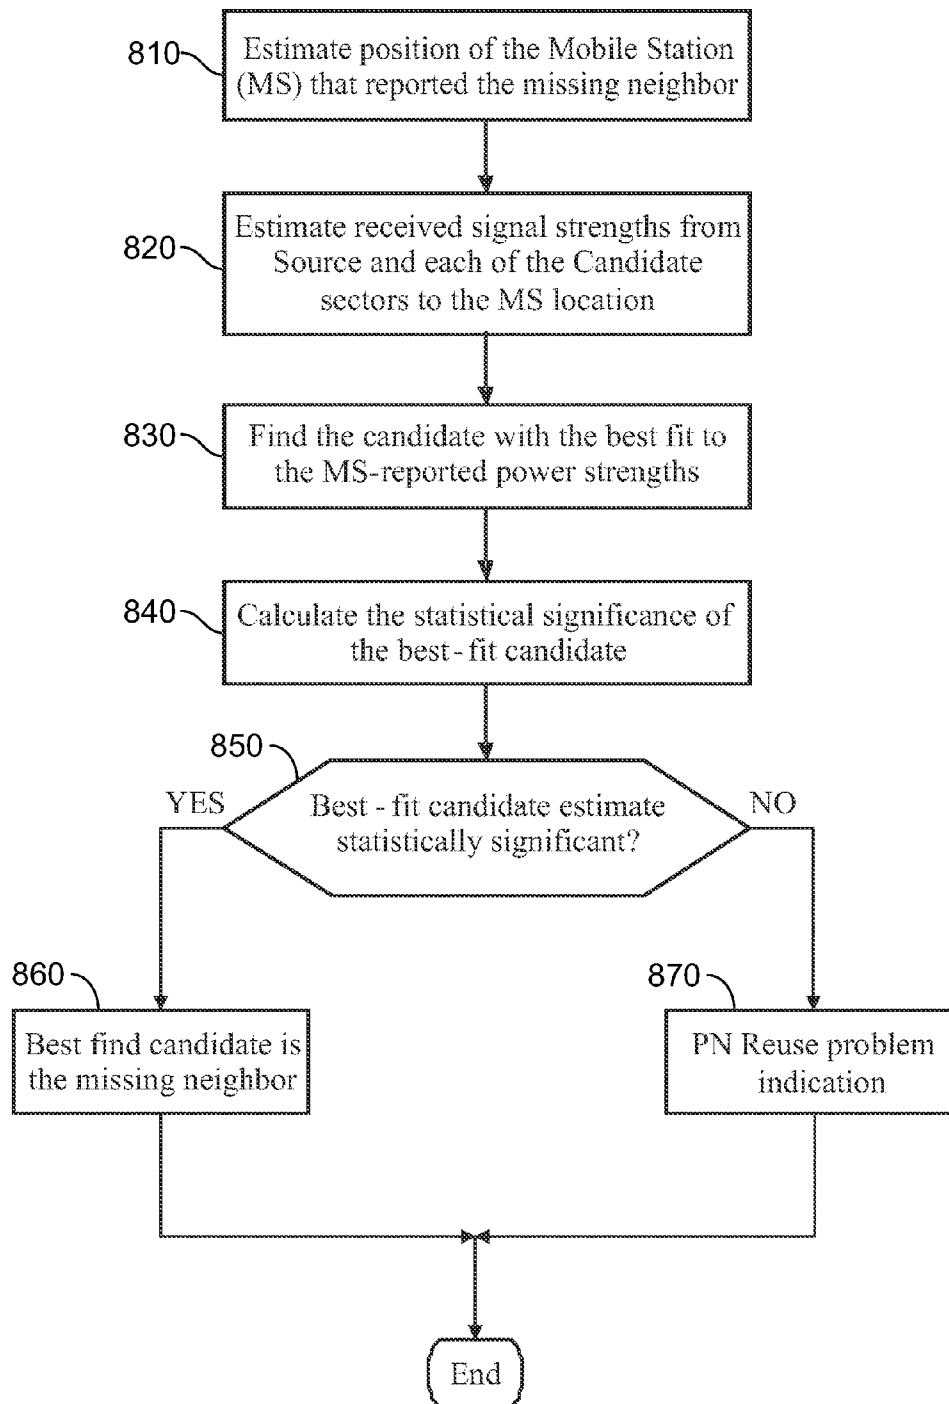 810
Estimate position of the Mobile Station
(MS) that reported the missing neighbor
820
Estimate received signal strengths from
Source and each of the Candidate
sectors to the MS location
830
Find the candidate with the best fit to
the MS-reported power strengths
840
Calculate the statistical significance of
the best-fit candidate
850
YES
Best - fit candidate estimate
statistically significant?
NO
860
Best find candidate is
the missing neighbor
870
PN Reuse problem
indication
End